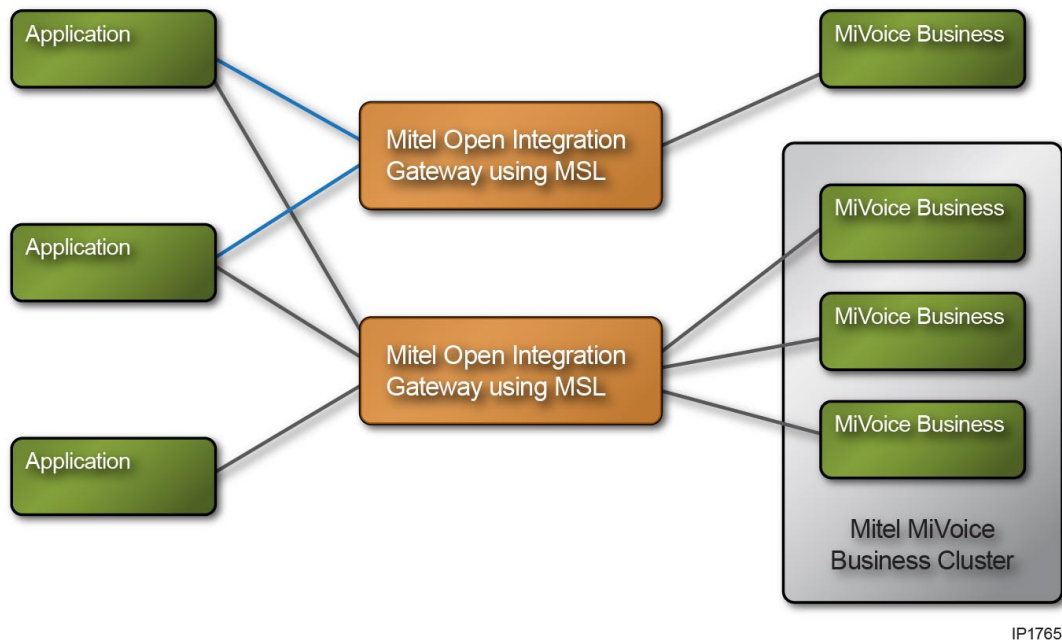 Application
MiVoice Business
Mitel Open Integration
Gateway using MSL
MiVoice Business
Application
MiVoice Business
Mitel Open Integration
Gateway using MSL
MiVoice Business
Application
Mitel MiVoice
Business Cluster
IP1765